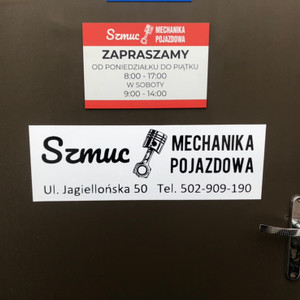 Szmuc MECHANIKA
POJAZDOWA
ZAPRASZAMY
OD PONIEDZIAŁKU DO PIĄTKU
8:00 - 17:00
W SOBOTY
9:00 - 14:00
Szmuc MECHANIKA
POJAZDOWA
Ul. Jagiellońska 50 Tel. 502-909-190